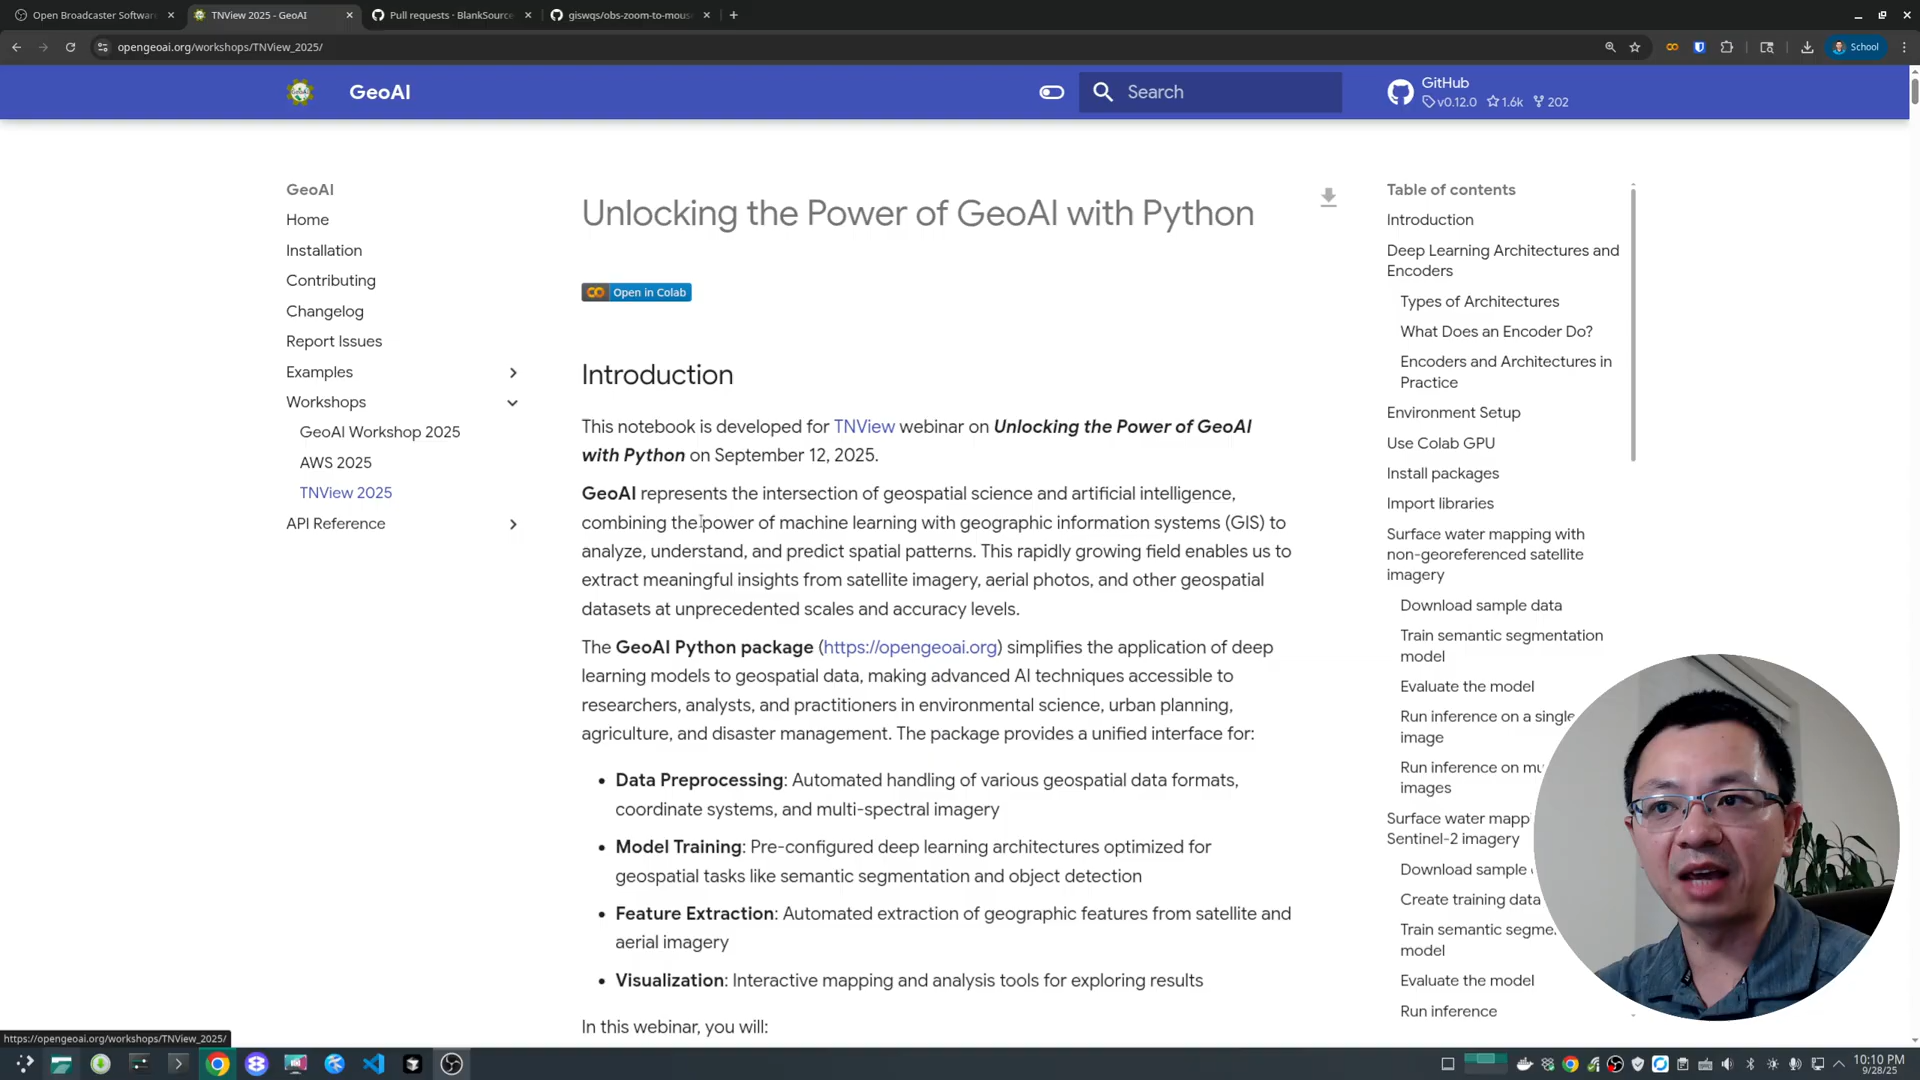 Open Broadcaster Softwar
TNView 2025 - GeoAI
Pull requests · BlankSource
giswqs/obs-zoom-to-mous
opengeoai.org/workshops/TNView_2025/
School
GeoAI
Search
GitHub
v0.12.0 1.6k 202
GeoAI
Home
Installation
Contributing
Changelog
Report Issues
Examples
Workshops
GeoAI Workshop 2025
AWS 2025
TNView 2025
API Reference
Unlocking the Power of GeoAI with Python
Open in Colab
Introduction
This notebook is developed for TNView webinar on Unlocking the Power of GeoAI
with Python on September 12, 2025.
GeoAI represents the intersection of geospatial science and artificial intelligence,
combining the power of machine learning with geographic information systems (GIS) to
analyze, understand, and predict spatial patterns. This rapidly growing field enables us to
extract meaningful insights from satellite imagery, aerial photos, and other geospatial
datasets at unprecedented scales and accuracy levels.
The GeoAI Python package (https://opengeoai.org) simplifies the application of deep
learning models to geospatial data, making advanced AI techniques accessible to
researchers, analysts, and practitioners in environmental science, urban planning,
agriculture, and disaster management. The package provides a unified interface for:
• Data Preprocessing: Automated handling of various geospatial data formats,
coordinate systems, and multi-spectral imagery
• Model Training: Pre-configured deep learning architectures optimized for
geospatial tasks like semantic segmentation and object detection
• Feature Extraction: Automated extraction of geographic features from satellite and
aerial imagery
• Visualization: Interactive mapping and analysis tools for exploring results
In this webinar, you will:
Table of contents
Introduction
Deep Learning Architectures and
Encoders
Types of Architectures
What Does an Encoder Do?
Encoders and Architectures in
Practice
Environment Setup
Use Colab GPU
Install packages
Import libraries
Surface water mapping with
non-georeferenced satellite
imagery
Download sample data
Train semantic segmentation
model
Evaluate the model
Run inference on a single
image
Run inference on mu
images
Surface water mapp
Sentinel-2 imagery
Download sample
Create training data
Train semantic segme
model
Evaluate the model
Run inference
https://opengeoai.org/workshops/TNView_2025/
10:10 PM
9/28/25